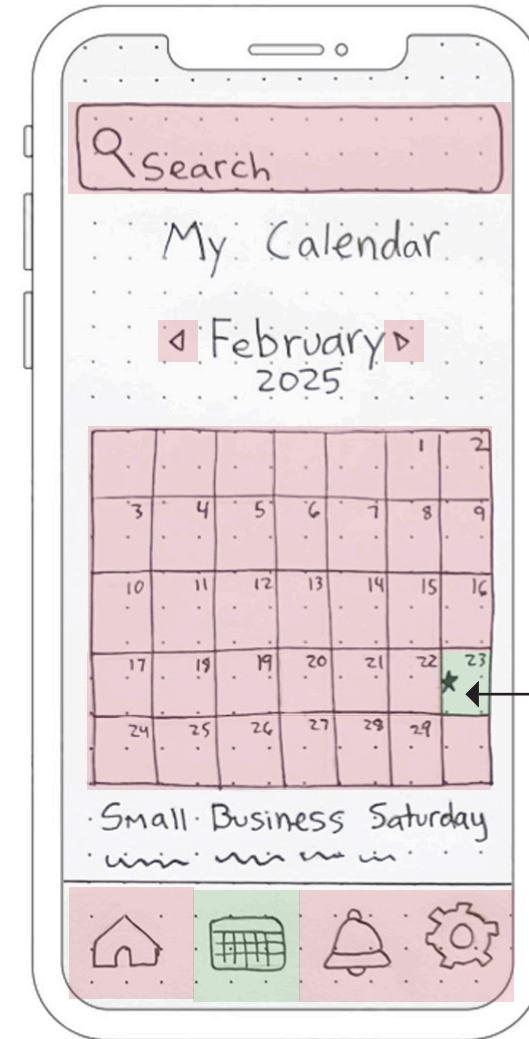 Search
My Calendar
February
2025
1 2
3 4 5 6 7 8 9
10 11 12 13 14 15 16
17 18 19 20 21 22 23
24 25 26 27 28 29
Small Business Saturday